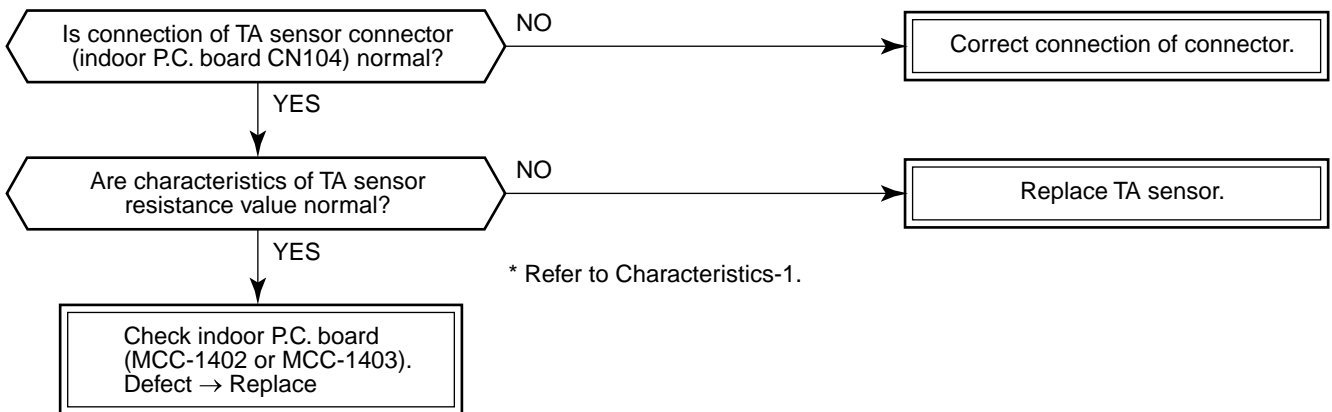 Is connection of TA sensor connector
(indoor P.C. board CN104) normal?
NO
Correct connection of connector.
YES
Are characteristics of TA sensor
resistance value normal?
NO
Replace TA sensor.
YES
* Refer to Characteristics-1.
Check indoor P.C. board
(MCC-1402 or MCC-1403).
Defect → Replace